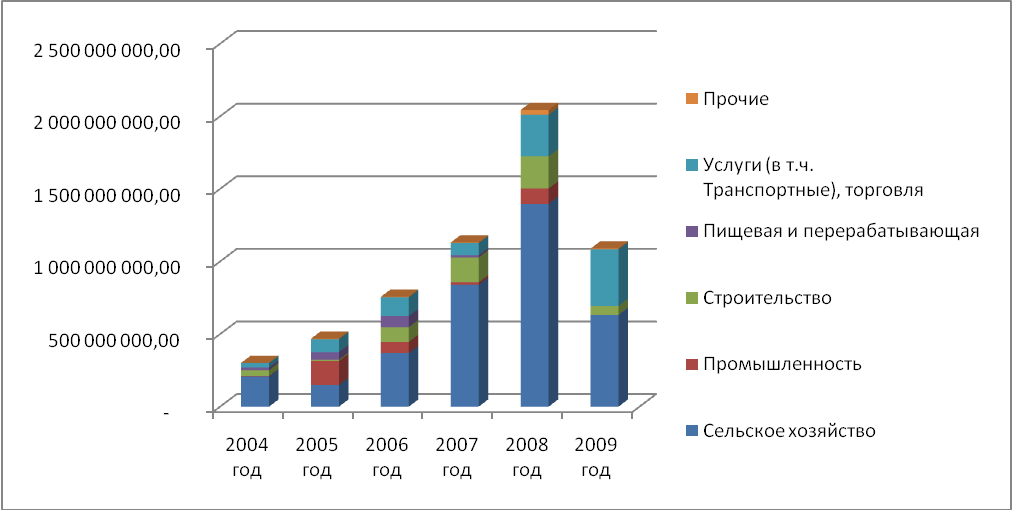 2 500 000 000,00
2 000 000 000,00
1 500 000 000,00
1 000 000 000,00
500 000 000,00
-
2004 год
2005 год
2006 год
2007 год
2008 год
2009 год
Прочие
Услуги (в т.ч.
Транспортные), торговля
Пищевая и перерабатывающая
Строительство
Промышленность
Сельское хозяйство